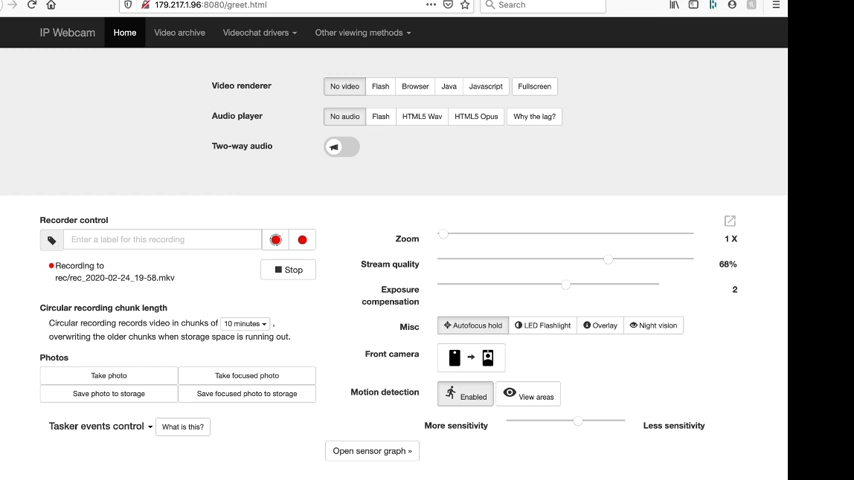 179.217.1.96:8080/greet.html
Search
IP Webcam Home Video archive Videochat drivers Other viewing methods
Video renderer No video Flash Browser Java Javascript Fullscreen
Audio player No audio Flash HTML5 Wav HTML5 Opus Why the lag?
Two-way audio
Recorder control
Enter a label for this recording
Recording to
rec/rec_2020-02-24_19-58.mkv
Stop
Circular recording chunk length
Circular recording records video in chunks of 10 minutes ,
overwriting the older chunks when storage space is running out.
Photos
Take photo Take focused photo
Save photo to storage Save focused photo to storage
Tasker events control What is this?
Zoom 1 X
Stream quality 68%
Exposure 2
compensation
Misc Autofocus hold LED Flashlight Overlay Night vision
Front camera
Motion detection Enabled View areas
More sensitivity Less sensitivity
Open sensor graph »